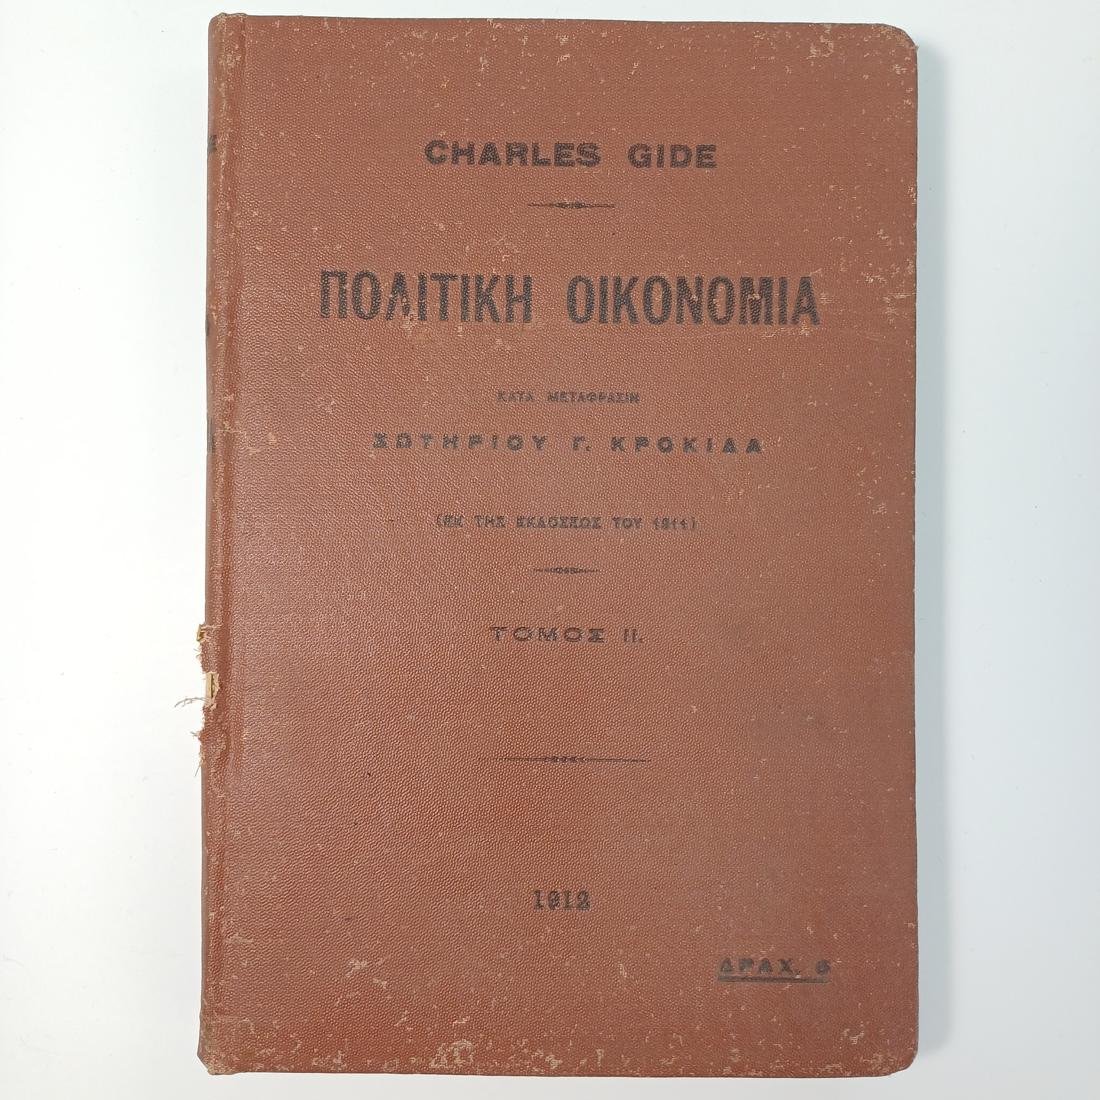 CHARLES GIDE
ΠΟΛΙΤΙΚΗ ΟΙΚΟΝΟΜΙΑ
ΚΑΤΑ ΜΕΤΑΦΡΑΣΙΝ
ΣΩΤΗΡΙΟΥ Γ. ΚΡΟΚΙΔΑ
(ΕΚ ΤΗΣ ΕΚΔΟΣΕΩΣ ΤΟΥ 1911)
ΤΟΜΟΣ II.
1912
ΔΡΑΧ. 6